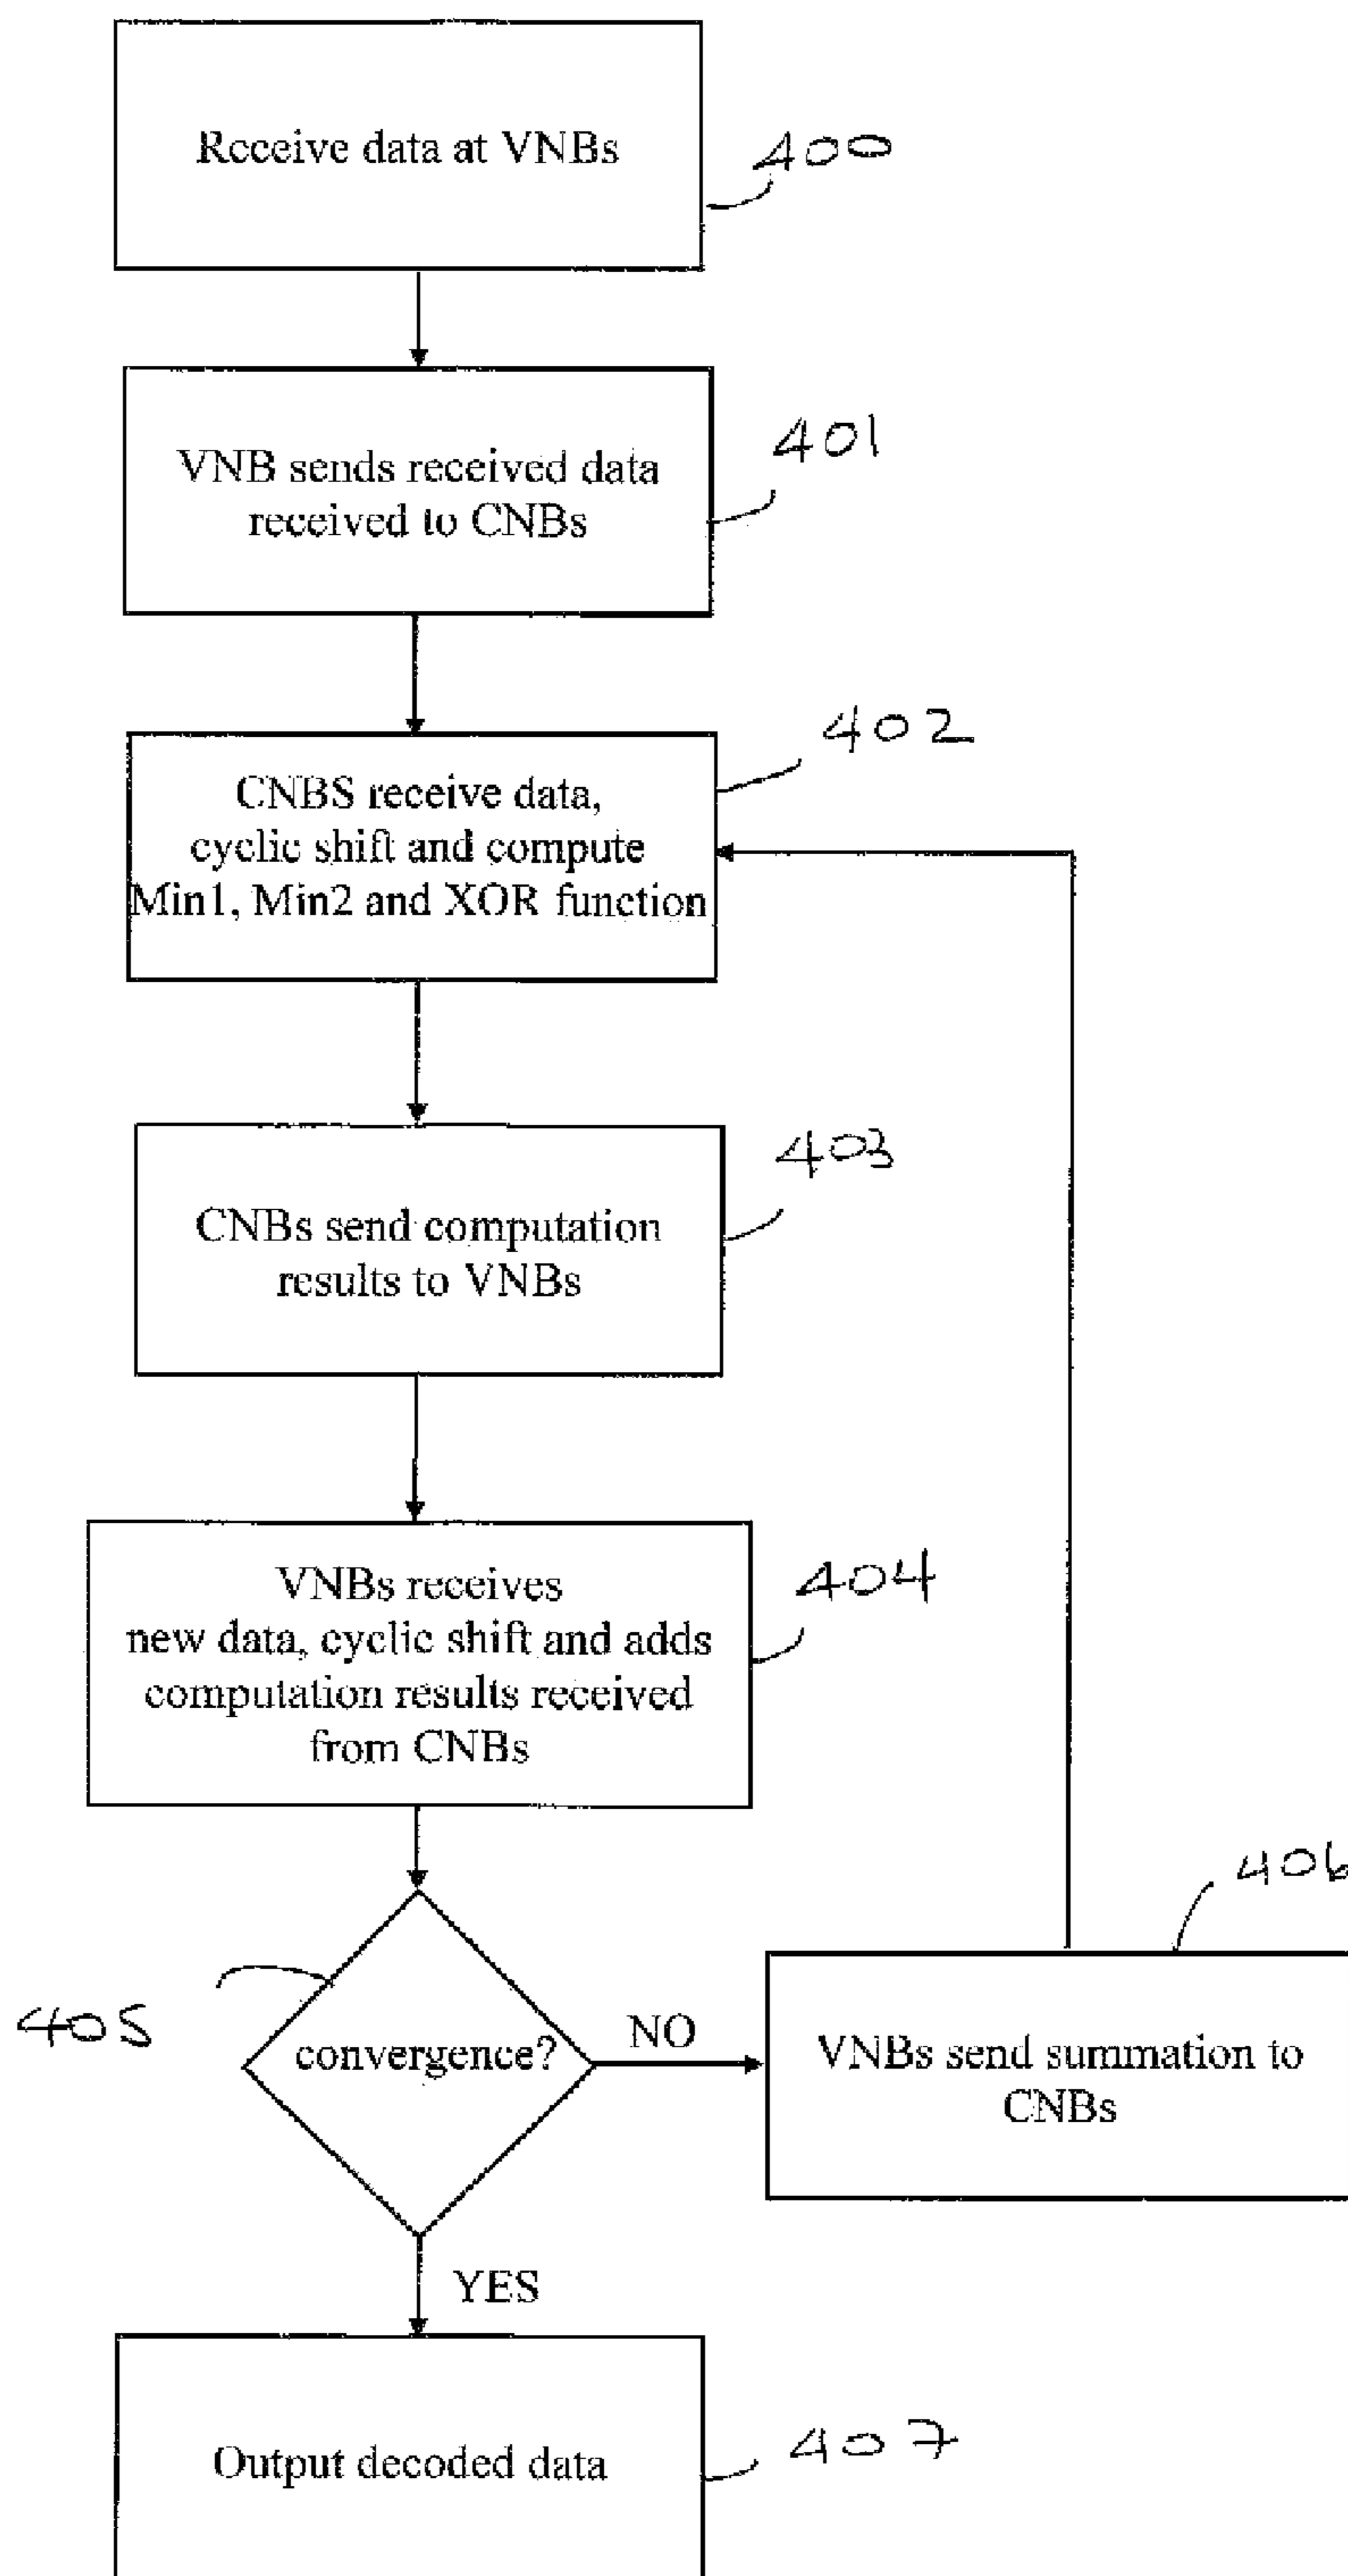 Receive data at VNBs
400
VNB sends received data
received to CNBs
401
CNBS receive data,
cyclic shift and compute
Min1, Min2 and XOR function
402
CNBs send computation
results to VNBs
403
VNBs receives
new data, cyclic shift and adds
computation results received
from CNBs
404
convergence?
405
NO
VNBs send summation to
CNBs
406
YES
Output decoded data
407